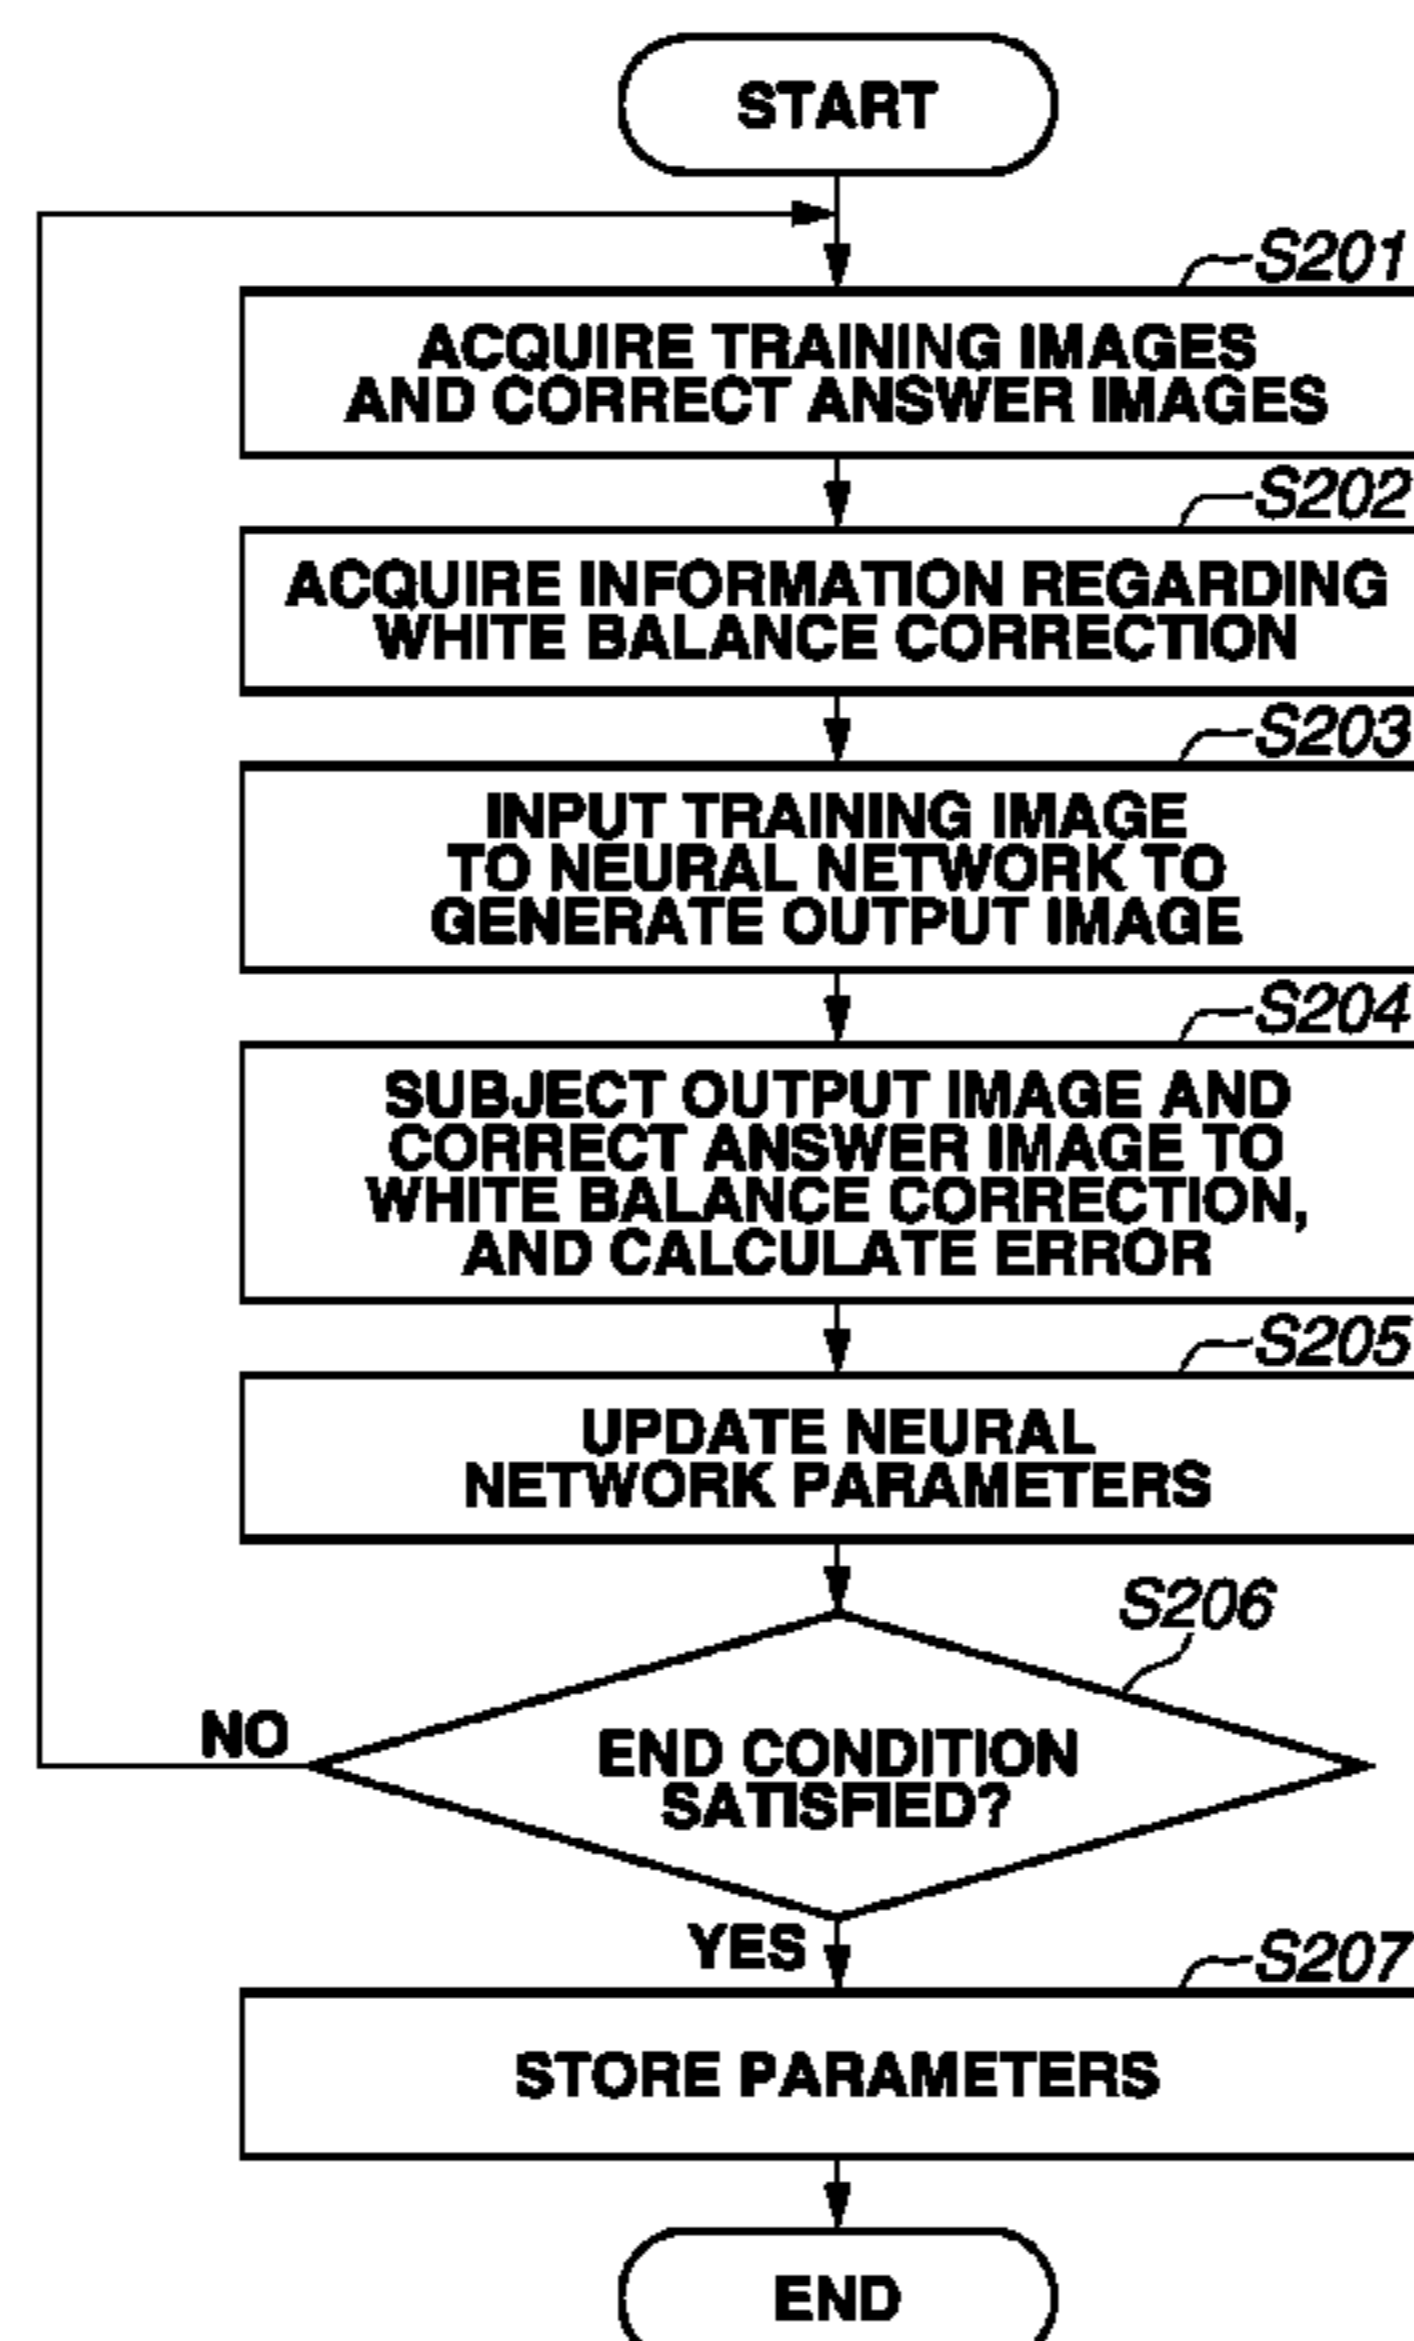 START
S201
ACQUIRE TRAINING IMAGES
AND CORRECT ANSWER IMAGES
S202
ACQUIRE INFORMATION REGARDING
WHITE BALANCE CORRECTION
S203
INPUT TRAINING IMAGE
TO NEURAL NETWORK TO
GENERATE OUTPUT IMAGE
S204
SUBJECT OUTPUT IMAGE AND
CORRECT ANSWER IMAGE TO
WHITE BALANCE CORRECTION,
AND CALCULATE ERROR
S205
UPDATE NEURAL
NETWORK PARAMETERS
S206
NO
END CONDITION
SATISFIED?
YES
S207
STORE PARAMETERS
END